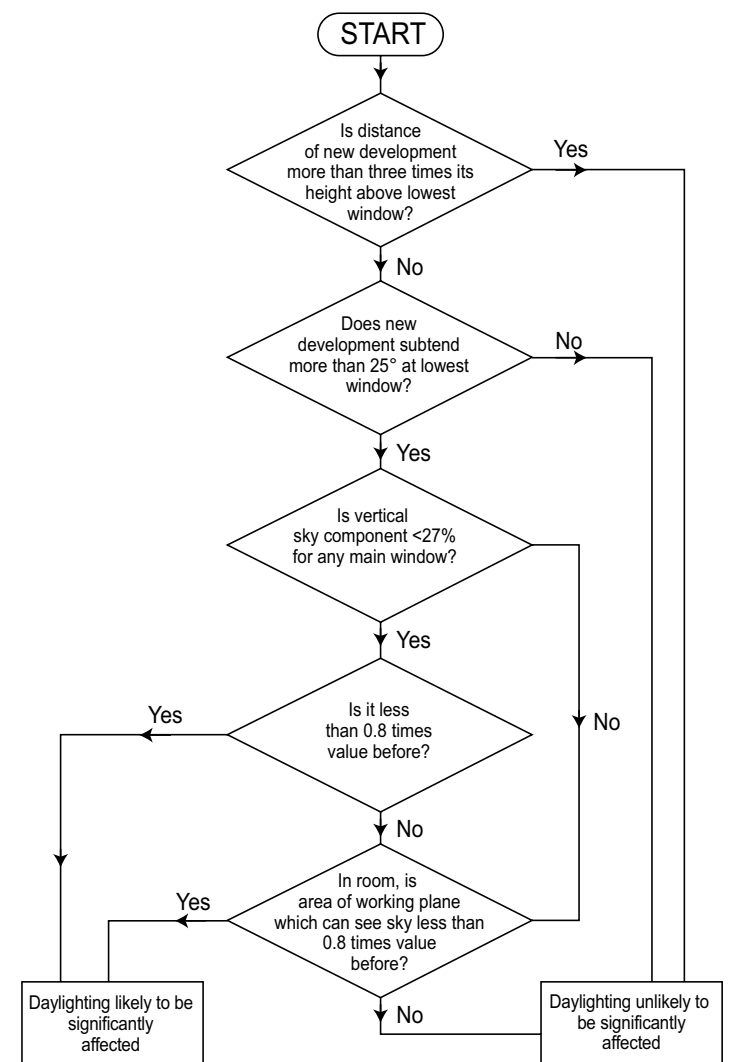 START
Is distance
of new development
more than three times its
height above lowest
window?
Yes
No
Does new
development subtend
more than 25° at lowest
window?
No
Yes
Is vertical
sky component <27%
for any main window?
Yes
No
Is it less
than 0.8 times
value before?
Yes
No
In room, is
area of working plane
which can see sky less than
0.8 times value
before?
Yes
No
Daylighting likely to be
significantly
affected
Daylighting unlikely to
be significantly
affected